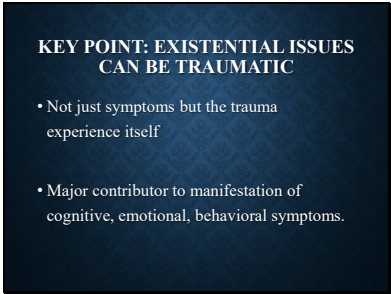 KEY POINT: EXISTENTIAL ISSUES
CAN BE TRAUMATIC
• Not just symptoms but the trauma
experience itself
• Major contributor to manifestation of
cognitive, emotional, behavioral symptoms.